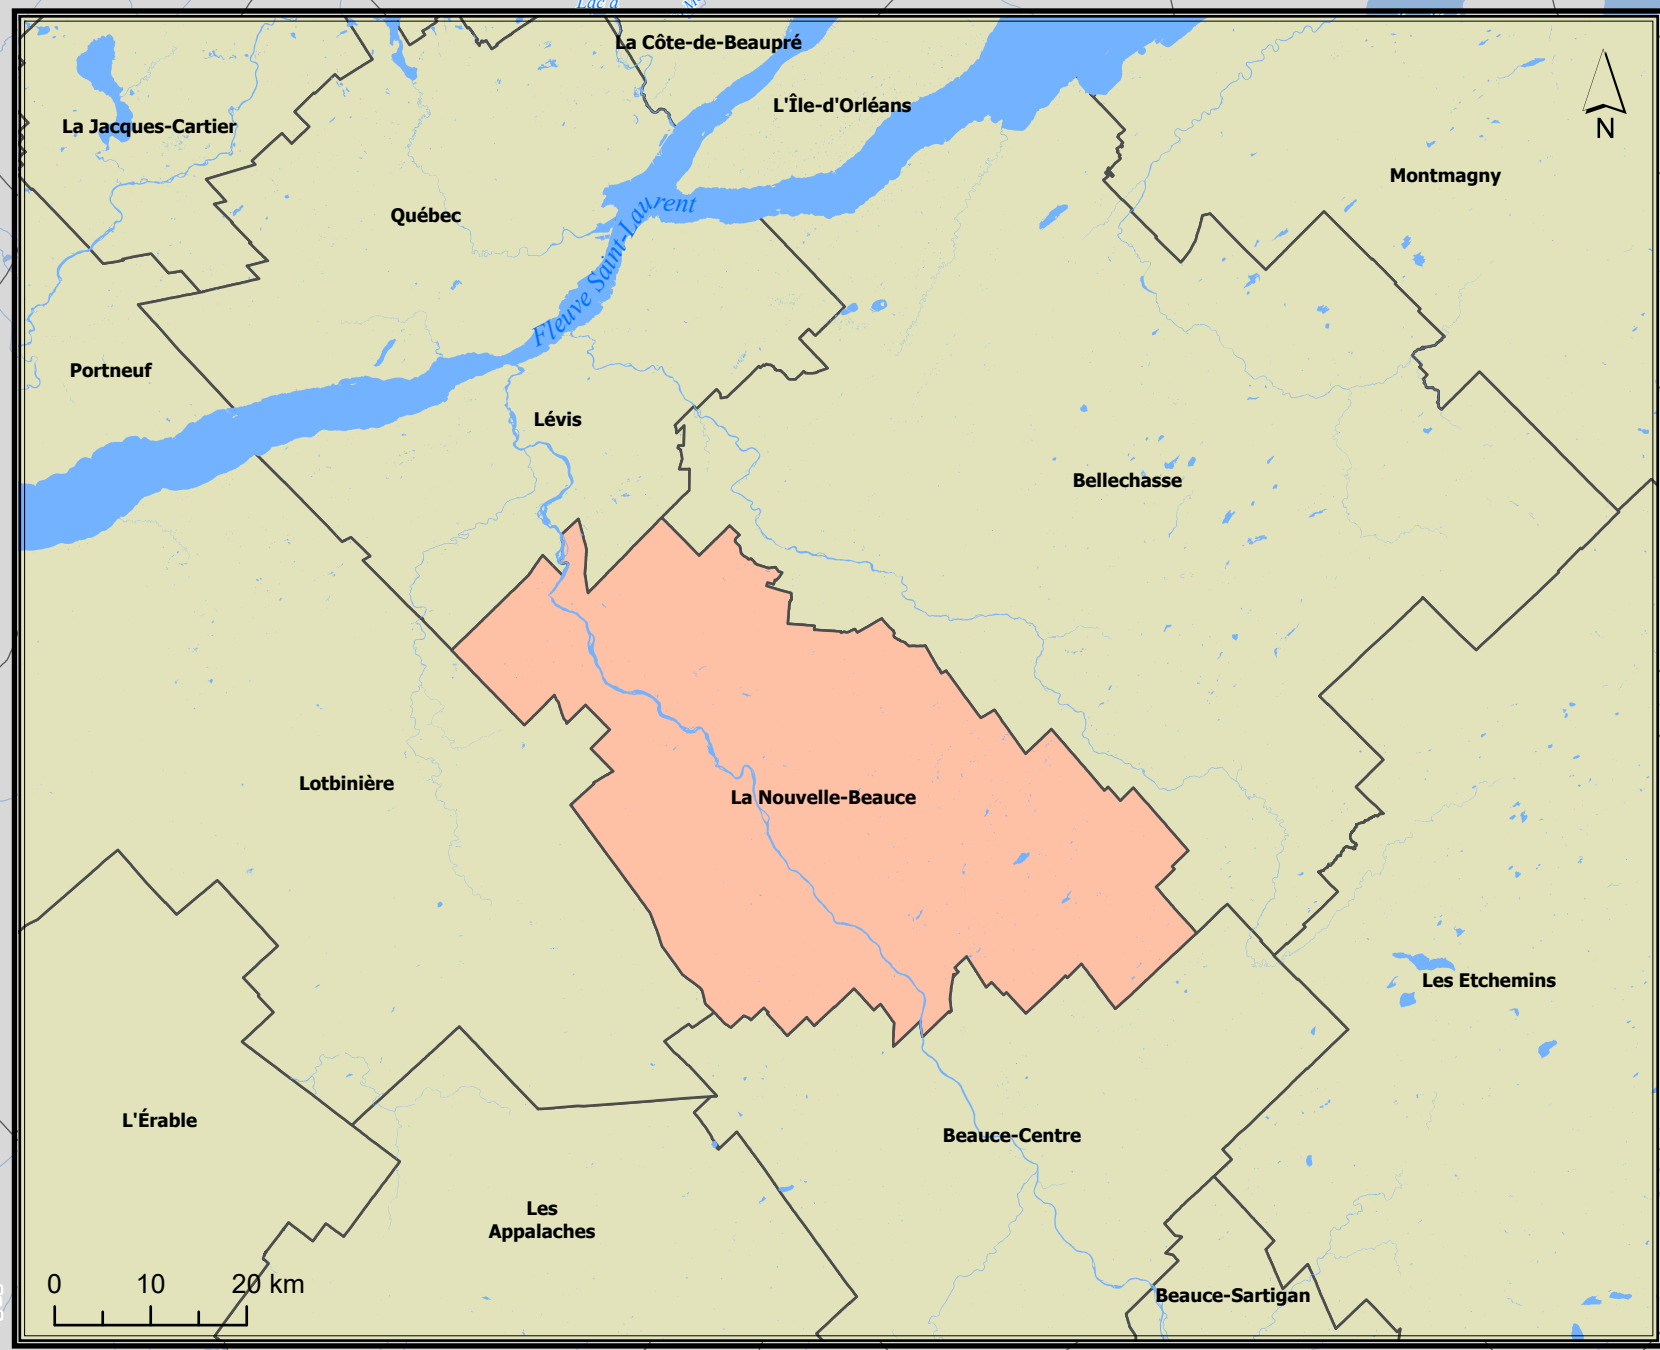 Lac à
La Côte-de-Beaupré
L'Île-d'Orléans
La Jacques-Cartier
N
Montmagny
Québec
Fleuve Saint-Laurent
Portneuf
Lévis
Bellechasse
Lotbinière
La Nouvelle-Beauce
Les Etchemins
L'Érable
Beauce-Centre
Les
Appalaches
Beauce-Sartigan
0 10 20 km